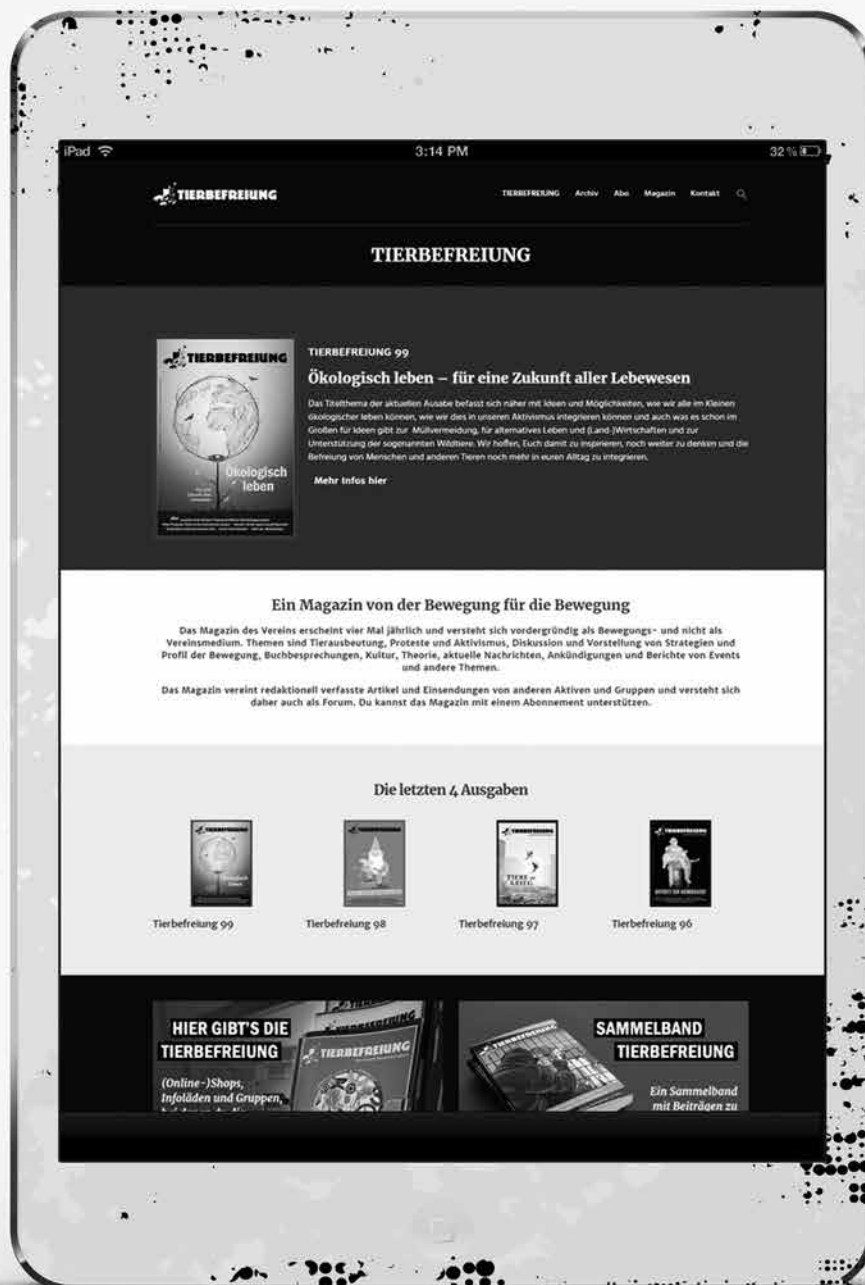 iPad
3:14 PM
32 %
TIERBEFREIUNG
TIERBEFREIUNG Archiv Abo Magazin Kontakt
TIERBEFREIUNG
TIERBEFREIUNG
Ökologisch
leben
TIERBEFREIUNG 99
Ökologisch leben – für eine Zukunft aller Lebewesen
Das Titelthema der aktuellen Ausabe befasst sich näher mit Ideen und Möglichkeiten, wie wir alle im Kleinen
ökologischer leben können, wie wir dies in unseren Aktivismus integrieren können und auch was es schon im
Großen für Ideen gibt zur Müllvermeidung, für alternatives Leben und (Land-)Wirtschaften und zur
Unterstützung der sogenannten Wildtiere. Wir hoffen, Euch damit zu inspirieren, noch weiter zu denken und die
Befreiung von Menschen und anderen Tieren noch mehr in euren Alltag zu integrieren.
Mehr Infos hier
Ein Magazin von der Bewegung für die Bewegung
Das Magazin des Vereins erscheint vier Mal jährlich und versteht sich vordergründig als Bewegungs- und nicht als
Vereinsmedium. Themen sind Tierausbeutung, Proteste und Aktivismus, Diskussion und Vorstellung von Strategien und
Profil der Bewegung, Buchbesprechungen, Kultur, Theorie, aktuelle Nachrichten, Ankündigungen und Berichte von Events
und andere Themen.
Das Magazin vereint redaktionell verfasste Artikel und Einsendungen von anderen Aktiven und Gruppen und versteht sich
daher auch als Forum. Du kannst das Magazin mit einem Abonnement unterstützen.
Die letzten 4 Ausgaben
TIERBEFREIUNG
Ökologisch
leben
TIERBEFREIUNG
TIERBEFREIUNG
TIERE IM
KRIEG
TIERBEFREIUNG
Tierbefreiung 99
Tierbefreiung 98
Tierbefreiung 97
Tierbefreiung 96
HIER GIBT'S DIE
TIERBEFREIUNG
(Online-)Shops,
Infoläden und Gruppen,
TIERBEFREIUNG
SAMMELBAND
TIERBEFREIUNG
Ein Sammelband
mit Beiträgen zu
TIERBEFREIUNG